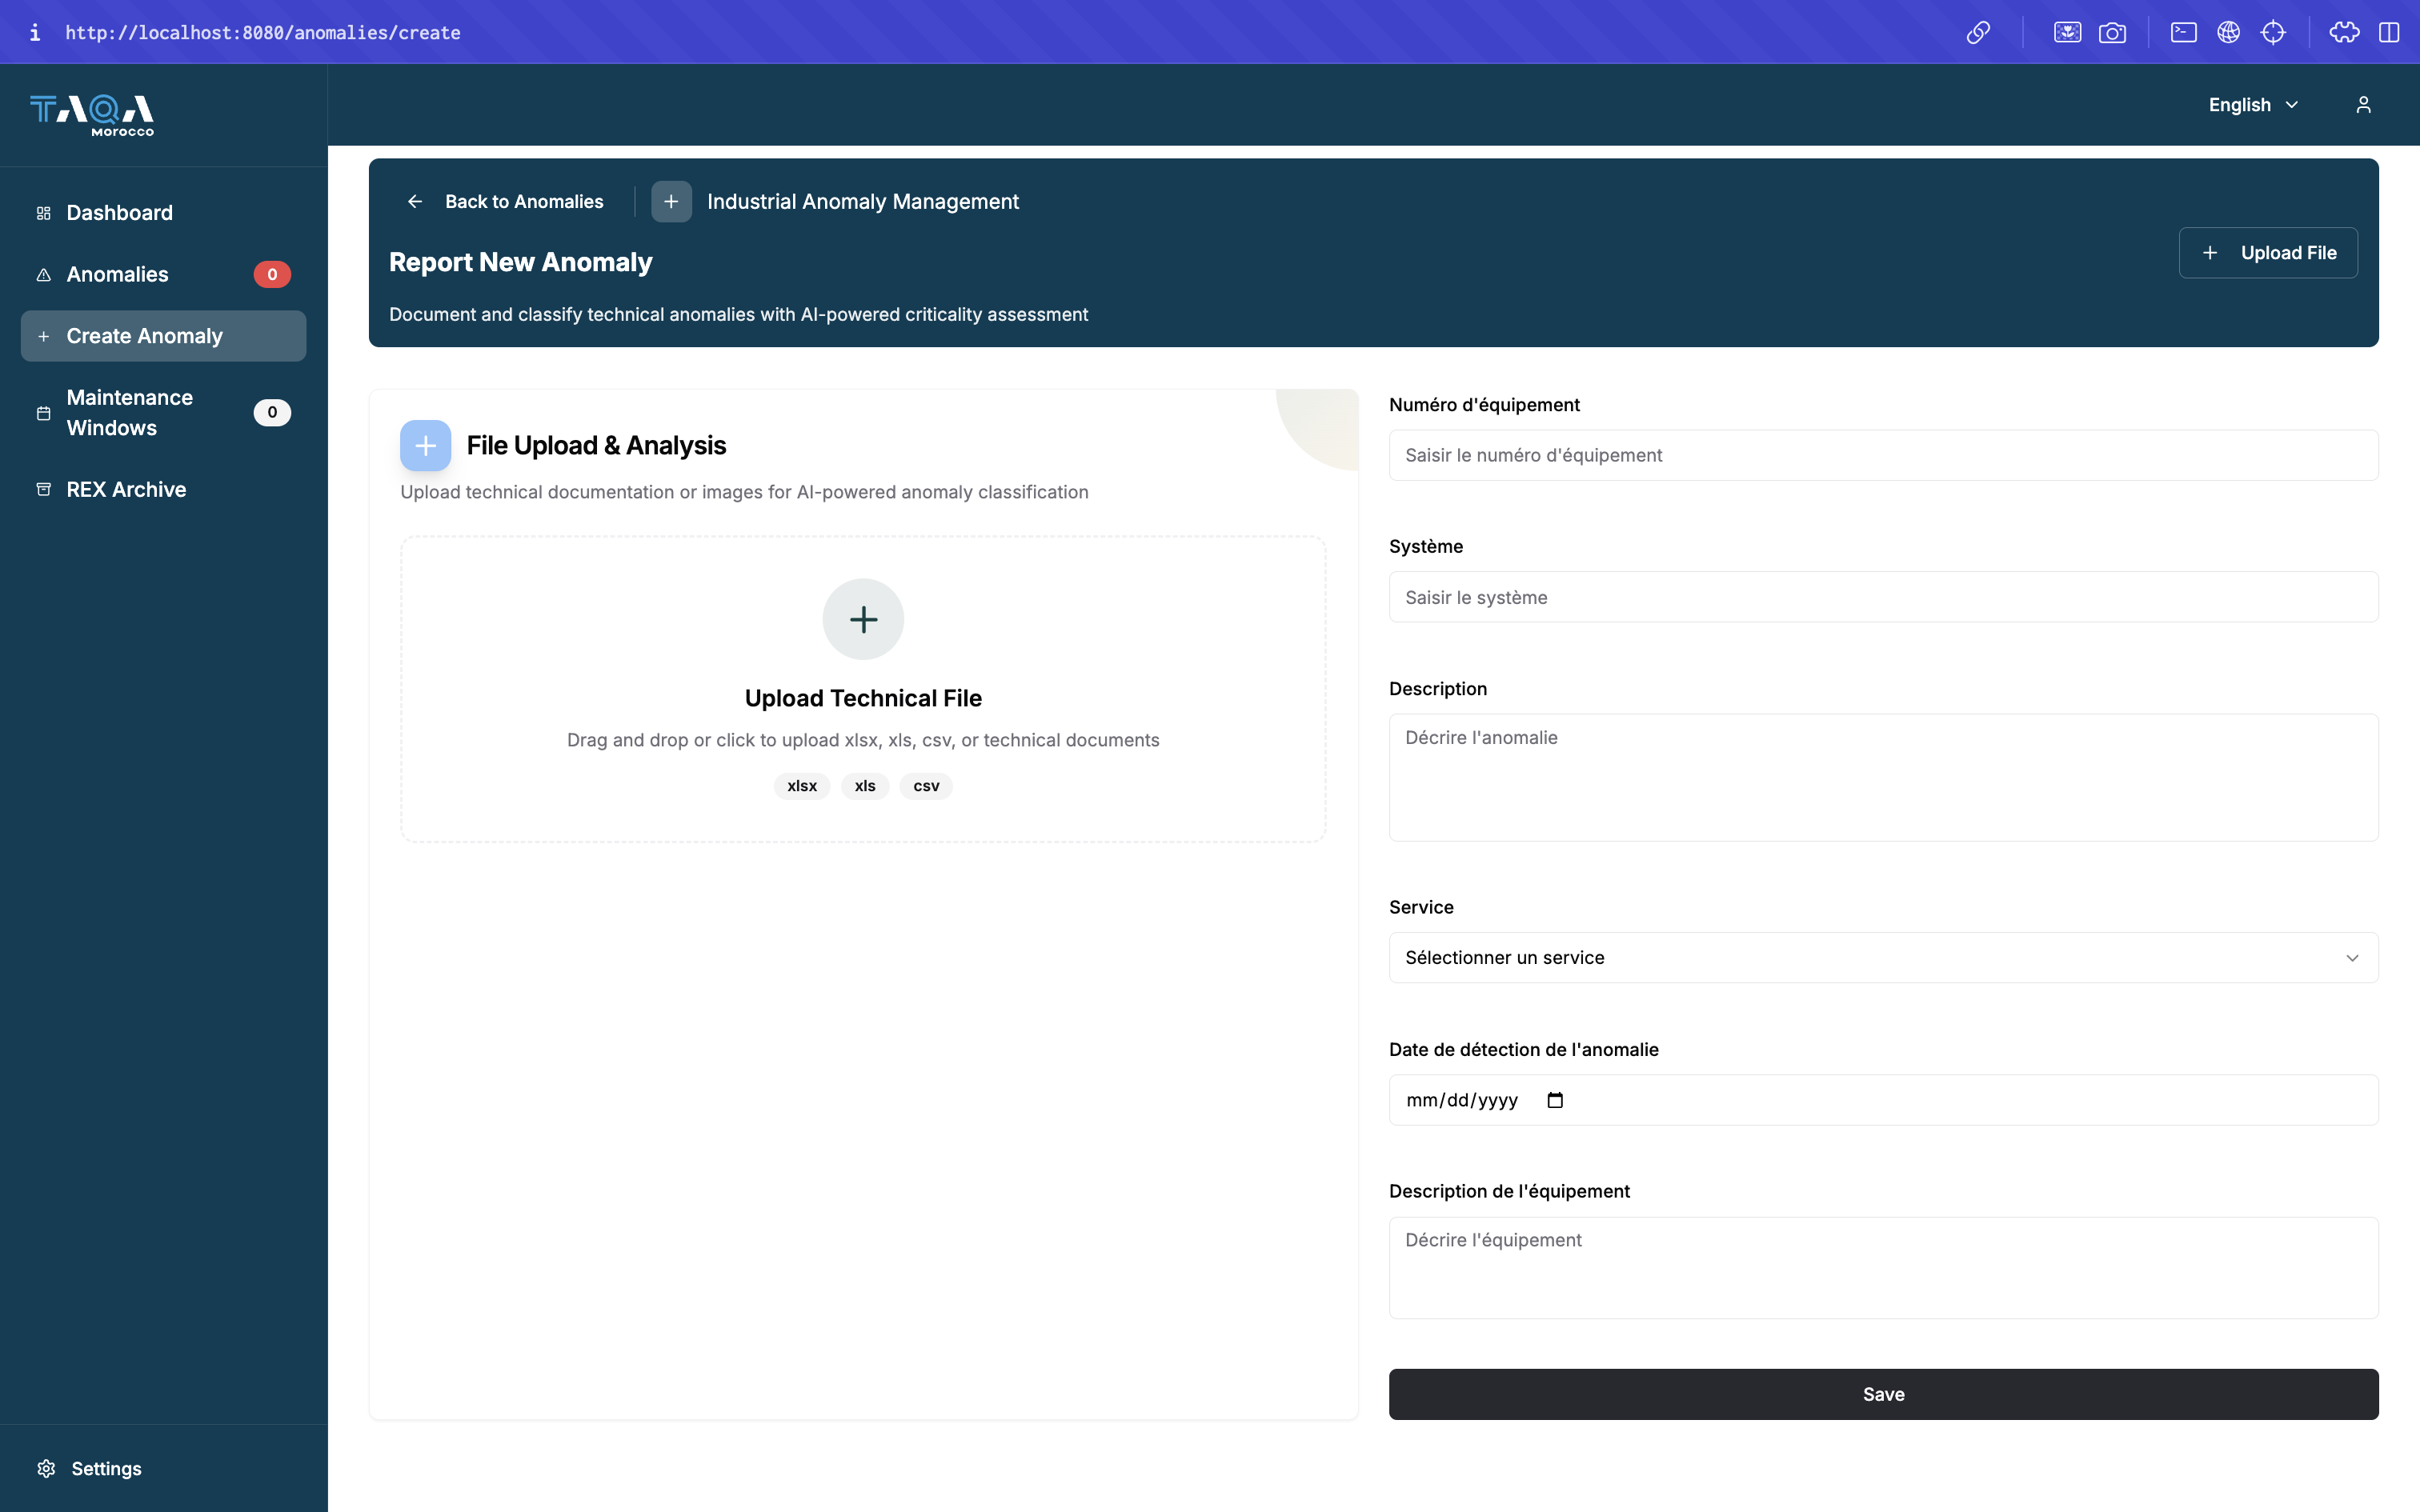 http://localhost:8080/anomalies/create
TAQA
Morocco
English
Dashboard
Anomalies
0
Create Anomaly
Maintenance
Windows
0
REX Archive
Settings
Back to Anomalies
Industrial Anomaly Management
Report New Anomaly
Document and classify technical anomalies with AI-powered criticality assessment
Upload File
File Upload & Analysis
Upload technical documentation or images for AI-powered anomaly classification
Upload Technical File
Drag and drop or click to upload xlsx, xls, csv, or technical documents
xlsx xls csv
Numéro d'équipement
Saisir le numéro d'équipement
Système
Saisir le système
Description
Décrire l'anomalie
Service
Sélectionner un service
Date de détection de l'anomalie
mm/dd/yyyy
Description de l'équipement
Décrire l'équipement
Save